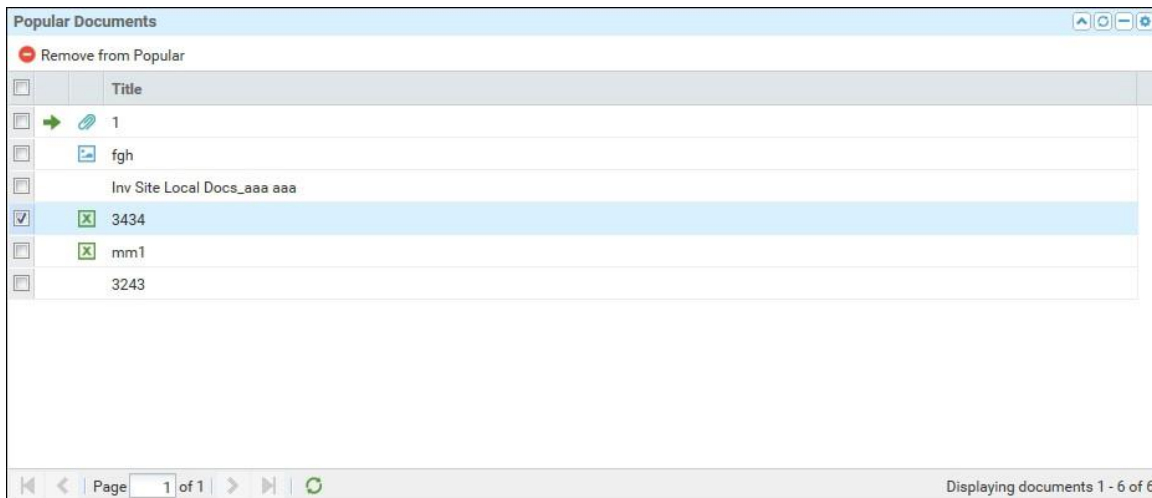 Popular Documents
Remove from Popular
Title
1
fgh
Inv Site Local Docs_aaa aaa
3434
mm1
3243
Page 1 of 1 Displaying documents 1 - 6 of 6